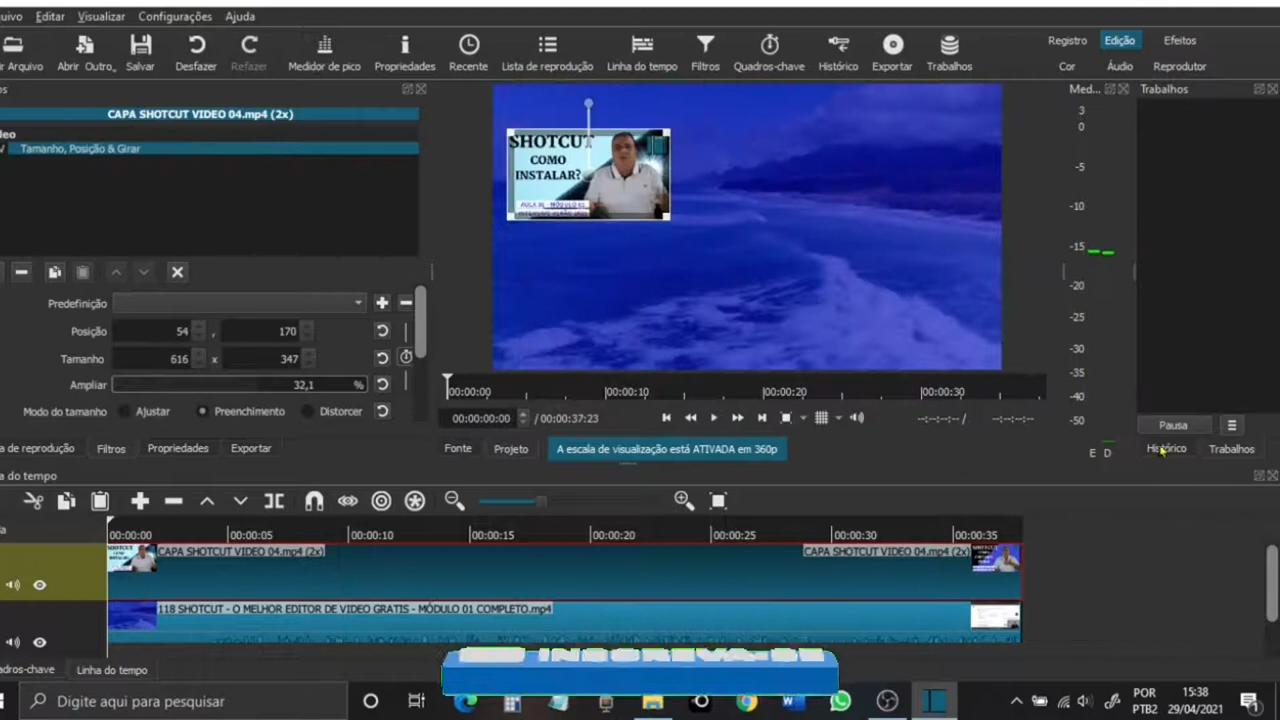 quivo Editar Visualizar Configurações Ajuda
ir Arquivo Abrir Outro... Salvar Desfazer Refazer Medidor de pico Propriedades Recente Lista de reprodução Linha do tempo Filtros Quadros-chave Histórico Exportar Trabalhos
Registro Edição Efeitos
Cor Áudio Reprodutor
os
CAPA SHOTCUT VIDEO 04.mp4 (2x)
deo
Tamanho, Posição & Girar
Predefinição
Posição 54 , 170
Tamanho 616 x 347
Ampliar 32,1 %
Modo do tamanho Ajustar Preenchimento Distorcer
a de reprodução Filtros Propriedades Exportar
SHOTCUT
COMO
INSTALAR?
00:00:00 00:00:10 00:00:20 00:00:30
00:00:00:00 / 00:00:37:23 --:--:--:-- / --:--:--:--
Fonte Projeto A escala de visualização está ATIVADA em 360p
Med...
3
0
-5
-10
-15
-20
-25
-30
-35
-40
-50
E D
Trabalhos
Pausa
Histórico Trabalhos
a do tempo
00:00:00 00:00:05 00:00:10 00:00:15 00:00:20 00:00:25 00:00:30 00:00:35
CAPA SHOTCUT VIDEO 04.mp4 (2x) CAPA SHOTCUT VIDEO 04.mp4 (2x)
118 SHOTCUT - O MELHOR EDITOR DE VIDEO GRATIS - MÓDULO 01 COMPLETO.mp4
adros-chave Linha do tempo
Digite aqui para pesquisar
POR
PTB2
15:38
29/04/2021
1